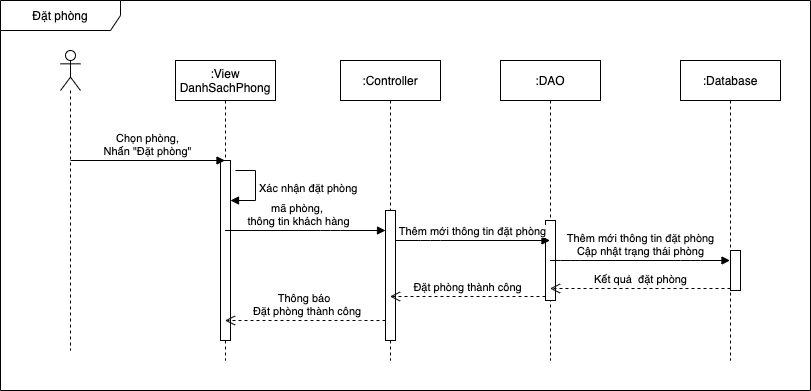 Đặt phòng
:View
DanhSachPhong
:Controller
:DAO
:Database
Chọn phòng,
Nhấn "Đặt phòng"
Xác nhận đặt phòng
mã phòng,
thông tin khách hàng
Thêm mới thông tin đặt phòng
Thêm mới thông tin đặt phòng
Cập nhật trạng thái phòng
Kết quả đặt phòng
Đặt phòng thành công
Thông báo
Đặt phòng thành công